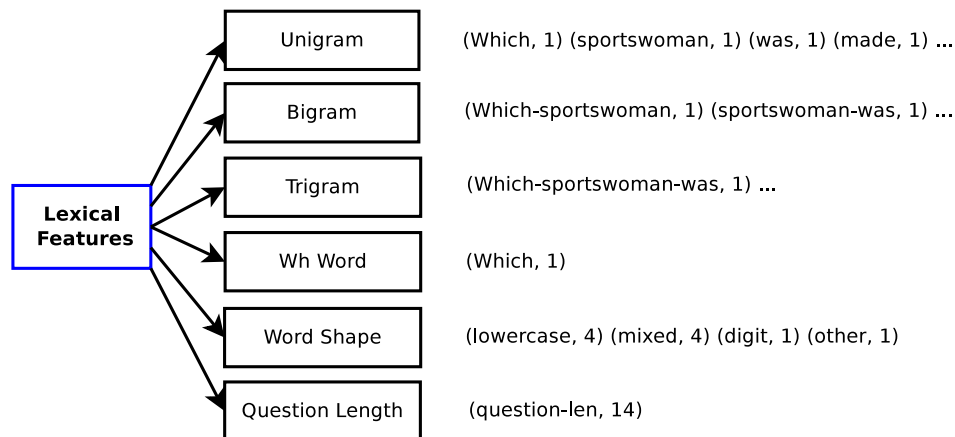 Unigram (Which, 1) (sportswoman, 1) (was, 1) (made, 1) ...
Bigram (Which-sportswoman, 1) (sportswoman-was, 1) ...
Trigram (Which-sportswoman-was, 1) ...
Lexical
Features
Wh Word (Which, 1)
Word Shape (lowercase, 4) (mixed, 4) (digit, 1) (other, 1)
Question Length (question-len, 14)